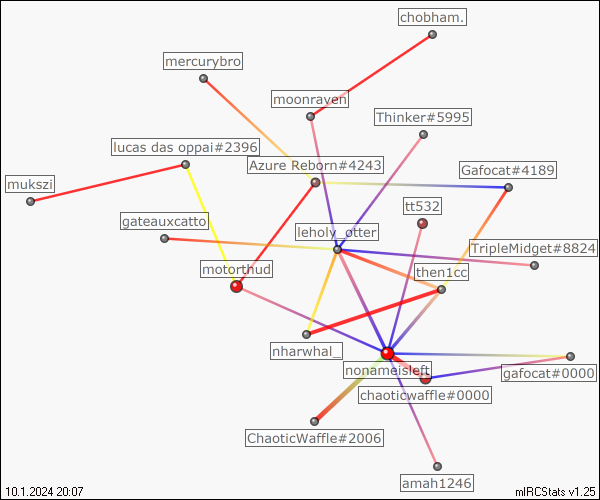 chobham.
mercurybro
moonraven
Thinker#5995
lucas das oppai#2396
Azure Reborn#4243
Gafocat#4189
mukszi
tt532
gateauxcatto
leholy_otter
TripleMidget#8824
motorthud
then1cc
nharwhal_
nonameisleft
gafocat#0000
chaoticwaffle#0000
ChaoticWaffle#2006
amah1246
10.1.2024 20:07
mIRCStats v1.25